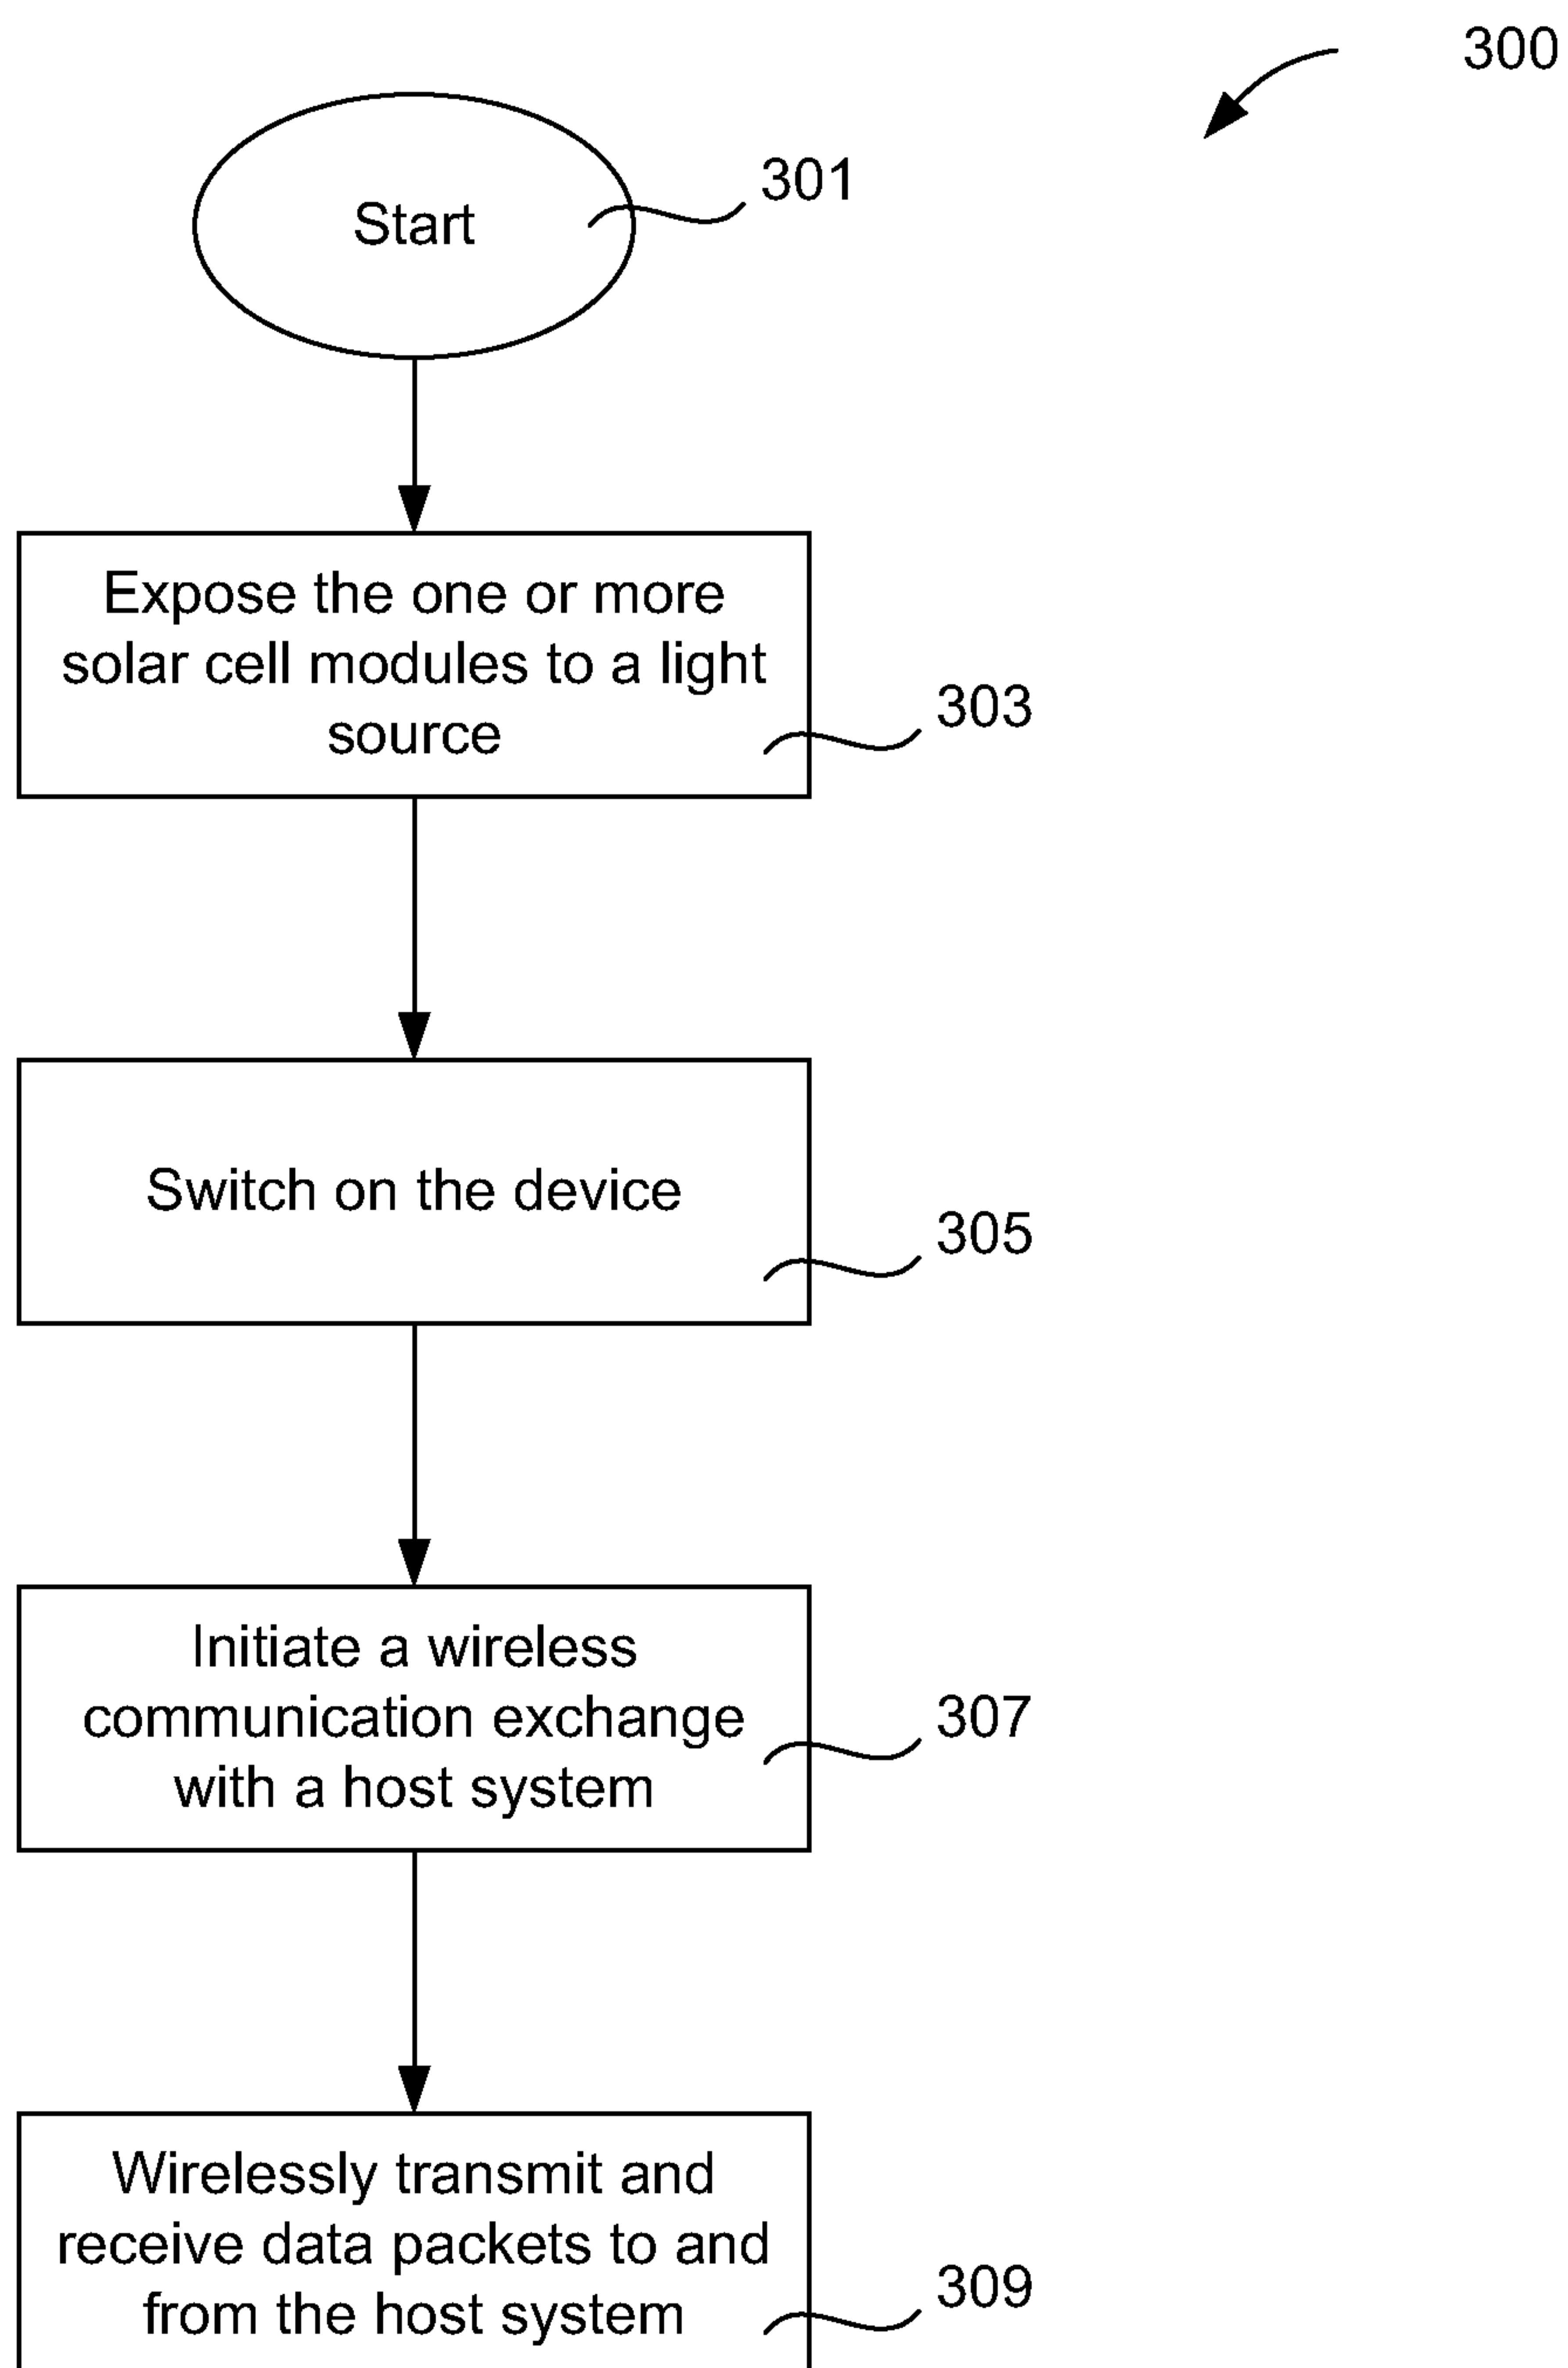 300
301
Start
Expose the one or more
solar cell modules to a light
source
303
Switch on the device
305
Initiate a wireless
communication exchange
with a host system
307
Wirelessly transmit and
receive data packets to and
from the host system
309